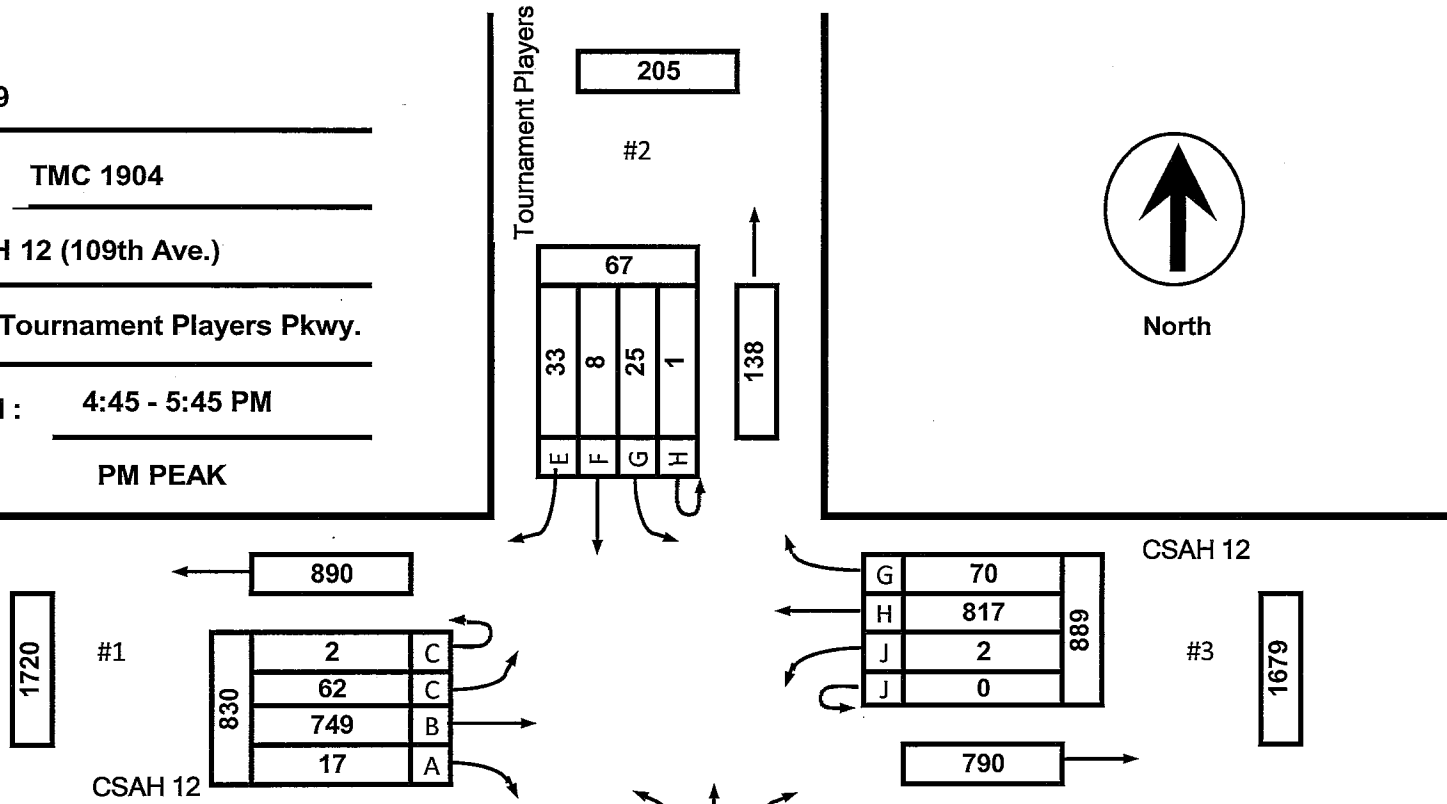 Tournament Players
205
9
#2
TMC 1904
H 12 (109th Ave.)
67
Tournament Players Pkwy.
33 8 25 1
138
North
4:45 - 5:45 PM
E F G H
PM PEAK
CSAH 12
890
G 70
H 817
J 2
J 0
889
#3
1679
1720
#1
830
2 C
62 C
749 B
17 A
790
CSAH 12